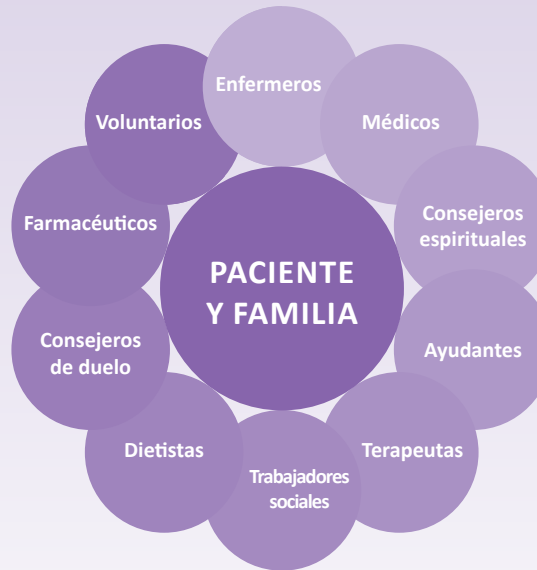 Enfermeros
Médicos
Consejeros
espirituales
Ayudantes
Terapeutas
Trabajadores
sociales
Dietistas
Consejeros
de duelo
Farmacéuticos
Voluntarios
PACIENTE
Y FAMILIA